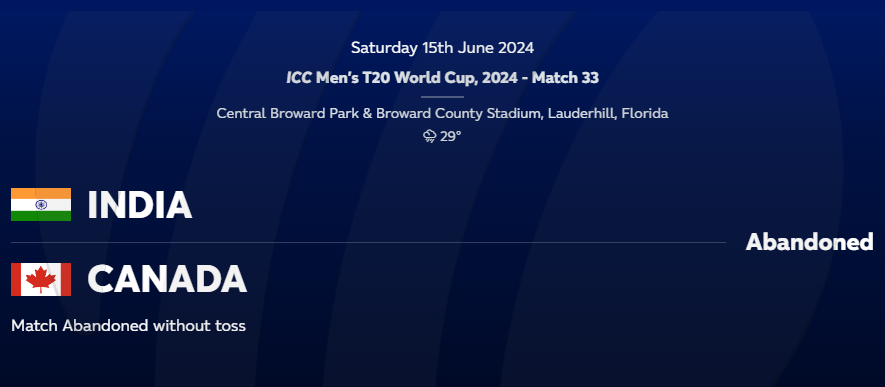 Saturday 15th June 2024
ICC Men's T20 World Cup, 2024 - Match 33
Central Broward Park & Broward County Stadium, Lauderhill, Florida
29°
INDIA
Abandoned
CANADA
Match Abandoned without toss